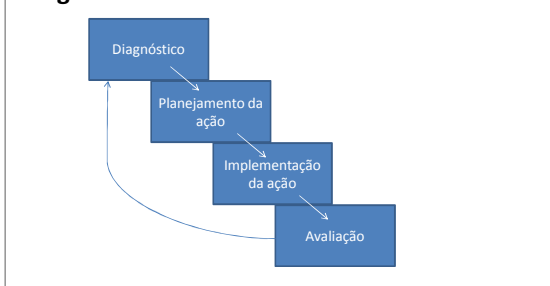 Diagnóstico
Planejamento da
ação
Implementação
da ação
Avaliação